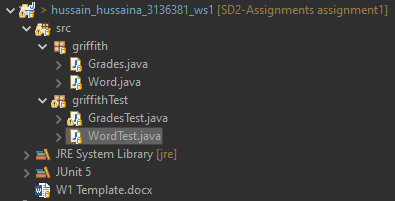 > hussain_hussaina_3136381_ws1 [SD2-Assignments assignment1]
src
griffith
Grades.java
Word.java
griffithTest
GradesTest.java
WordTest.java
JRE System Library [jre]
JUnit 5
W1 Template.docx